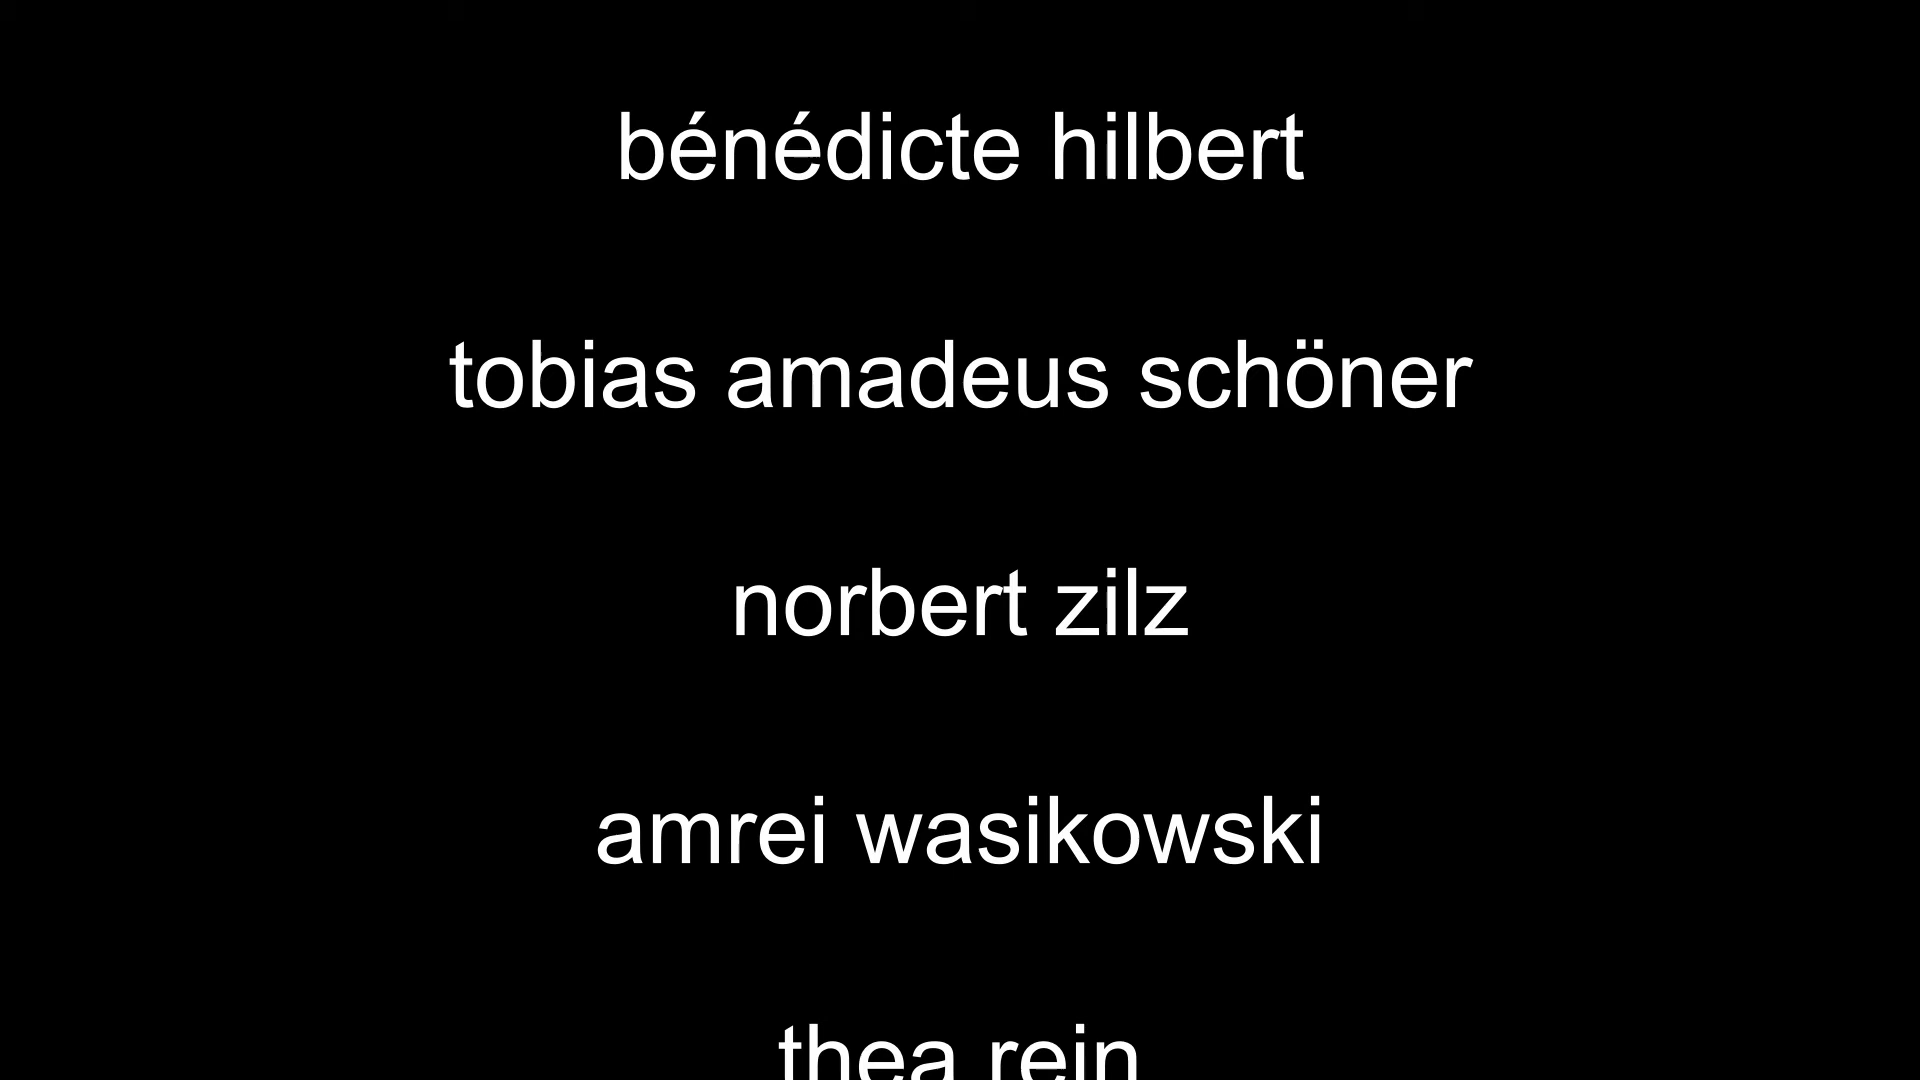 bénédicte hilbert
tobias amadeus schöner
norbert zilz
amrei wasikowski
thea rein